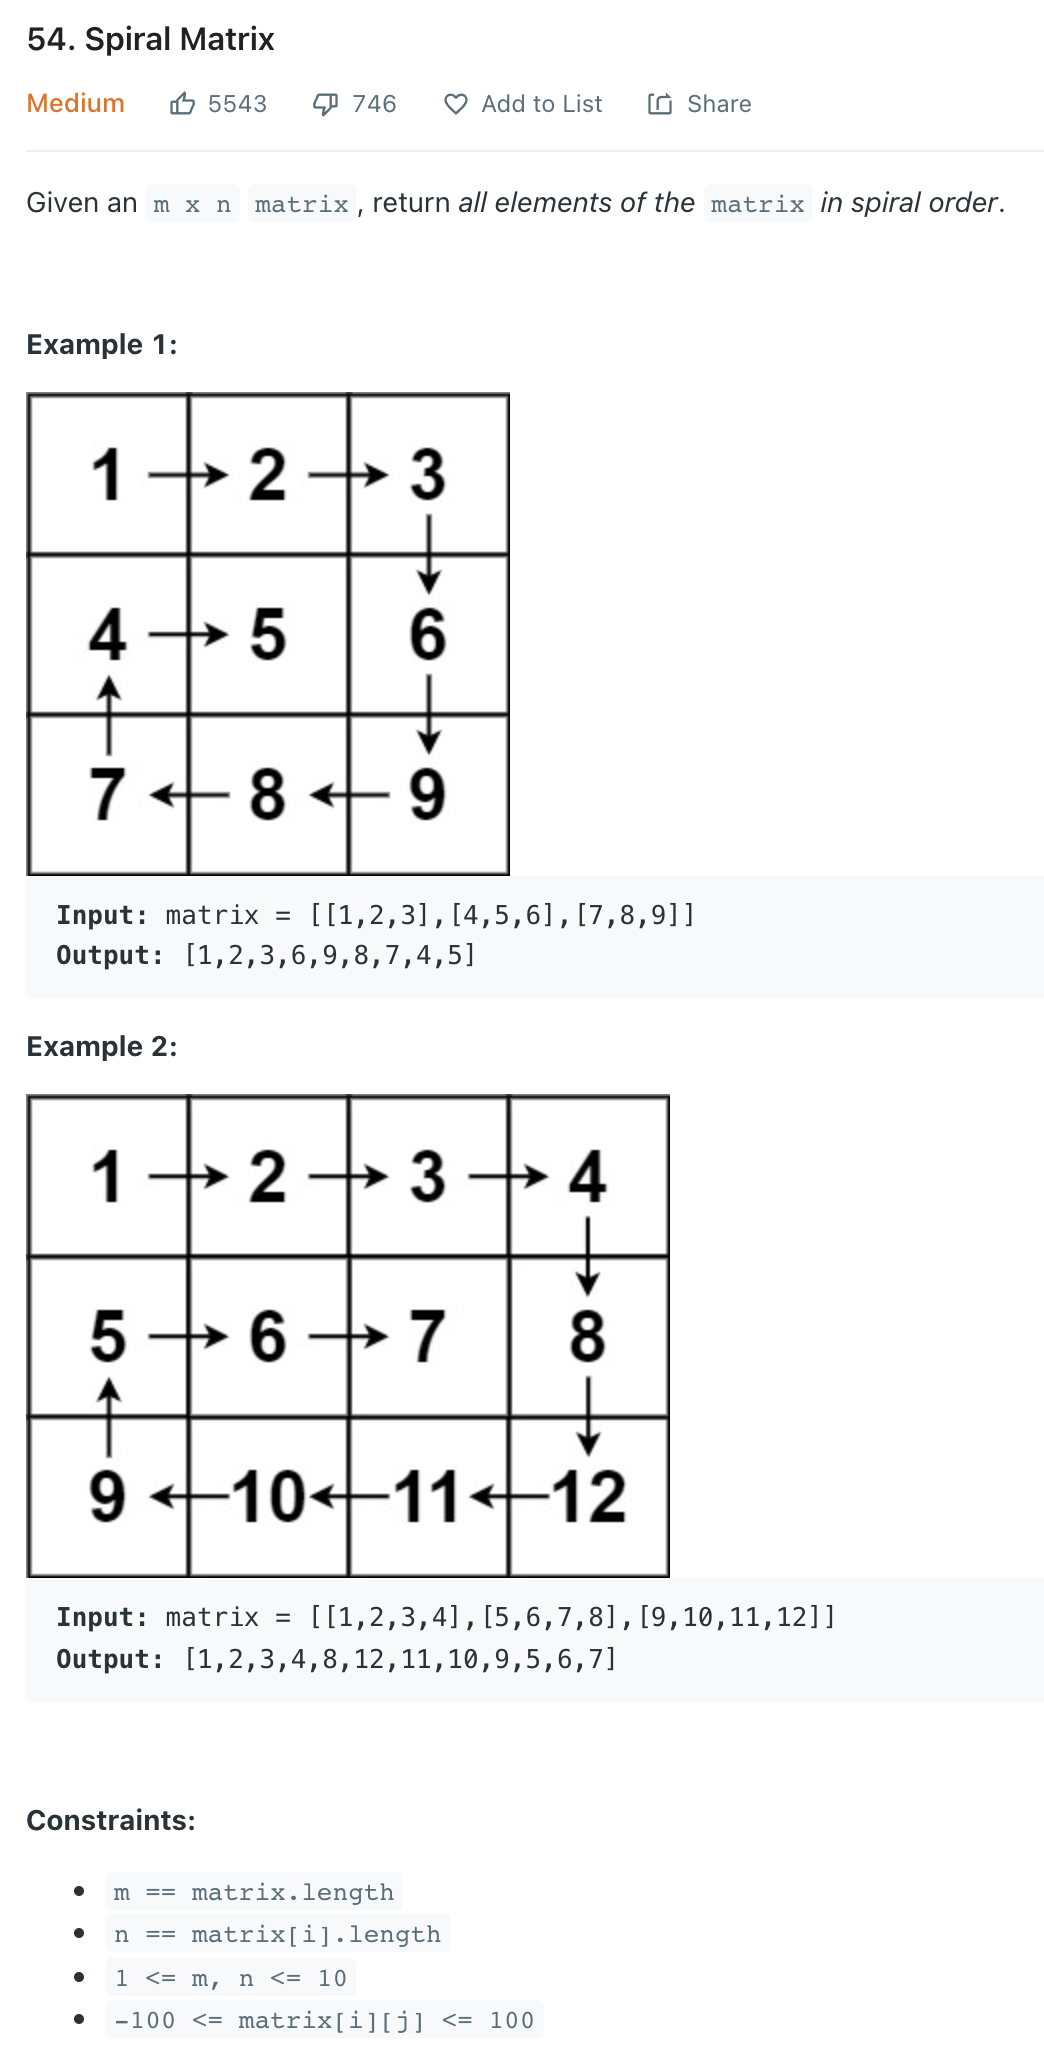 54. Spiral Matrix
Medium 5543 746 Add to List Share
Given an m x n matrix, return all elements of the matrix in spiral order.
Example 1:
1 2 3
4 5 6
7 8 9
Input: matrix = [[1,2,3],[4,5,6],[7,8,9]]
Output: [1,2,3,6,9,8,7,4,5]
Example 2:
1 2 3 4
5 6 7 8
9 10 11 12
Input: matrix = [[1,2,3,4],[5,6,7,8],[9,10,11,12]]
Output: [1,2,3,4,8,12,11,10,9,5,6,7]
Constraints:
m == matrix.length
n == matrix[i].length
1 <= m, n <= 10
-100 <= matrix[i][j] <= 100